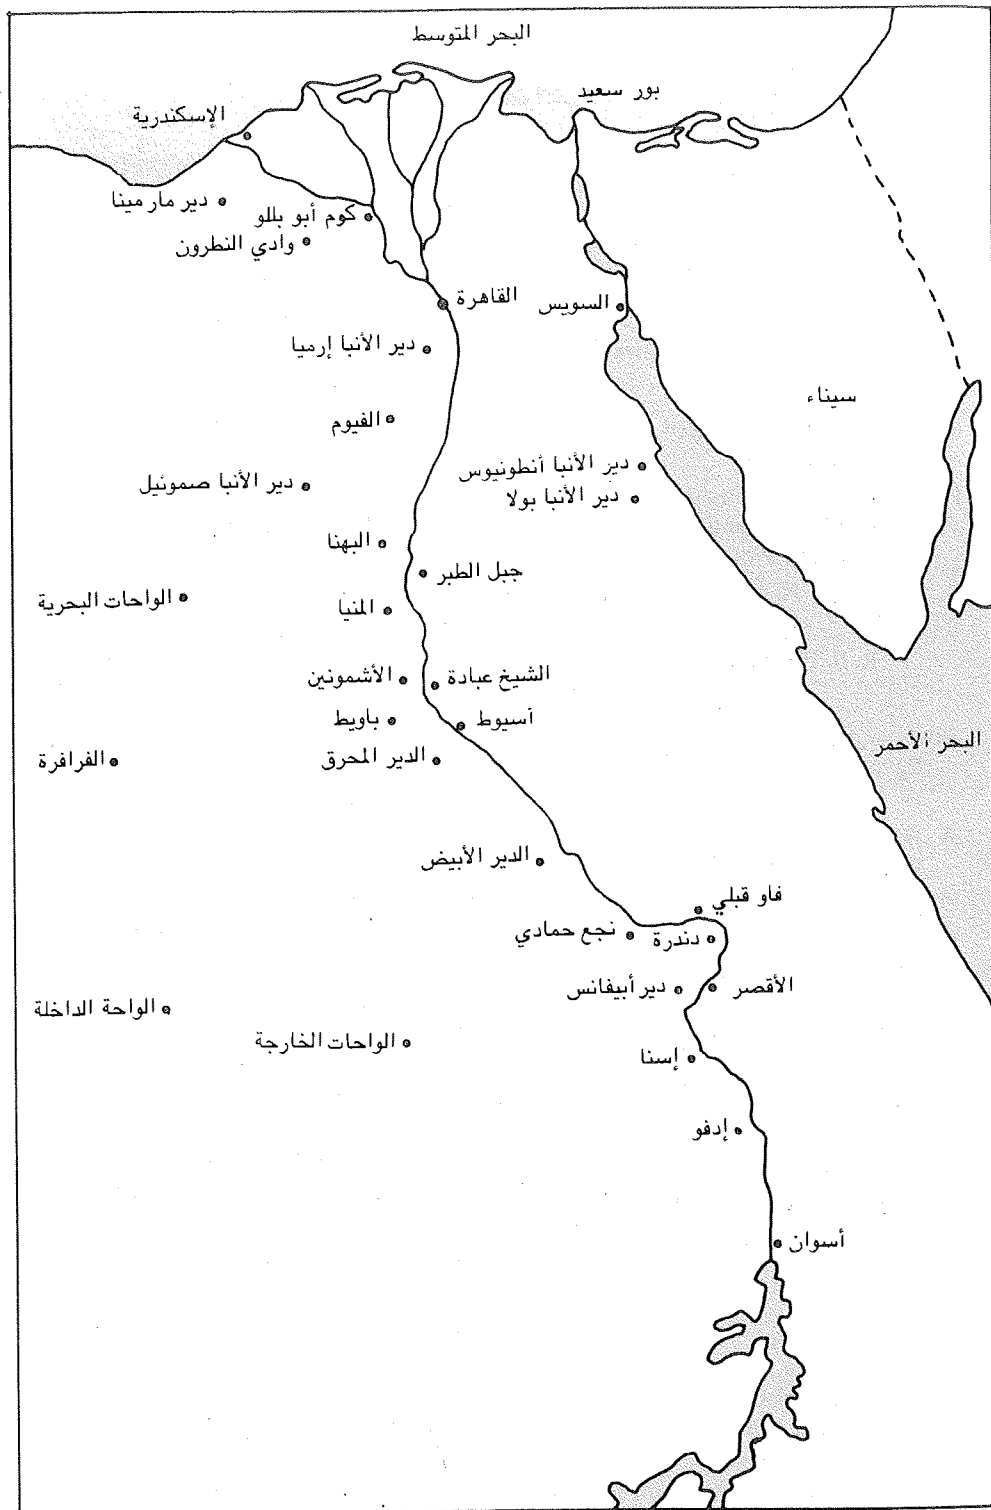 البحر المتوسط
بور سعيد
الإسكندرية
دير مار مينا
كوم أبو بللو
وادي النطرون
القاهرة
السويس
دير الأنبا إرميا
سيناء
الفيوم
دير الأنبا أنطونيوس
دير الأنبا صموئيل
دير الأنبا بولا
البهنا
جبل الطير
الواحات البحرية
المنيا
الأشمونين
الشيخ عبادة
باويط
أسيوط
البحر الأحمر
الفرافرة
الدير المحرق
الدير الأبيض
فاو قبلي
نجع حمادي
دندرة
دير أبيفانس
الأقصر
الواحة الداخلة
الواحات الخارجة
إسنا
إدفو
أسوان